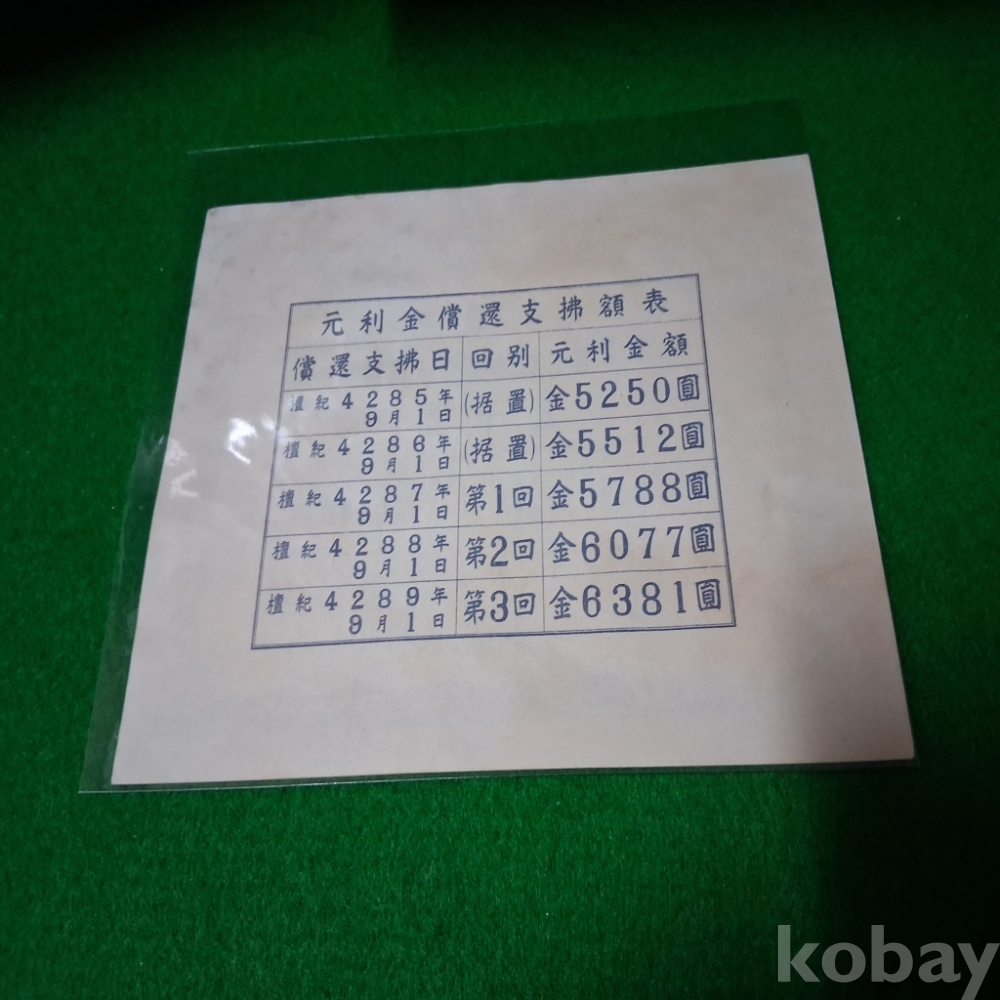 元利金償還支拂額表
償還支拂日 回別 元利金額
檀紀4285年9月1日 (据置) 金5250圓
檀紀4286年9月1日 (据置) 金5512圓
檀紀4287年9月1日 第1回 金5788圓
檀紀4288年9月1日 第2回 金6077圓
檀紀4289年9月1日 第3回 金6381圓
kobay